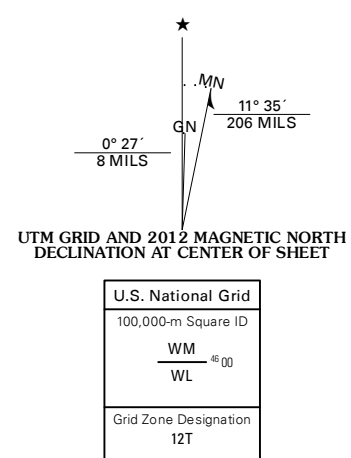 ★
MN
GN
11° 35´
206 MILS
0° 27´
8 MILS
UTM GRID AND 2012 MAGNETIC NORTH
DECLINATION AT CENTER OF SHEET
U.S. National Grid
100,000-m Square ID
WM
46 00
WL
Grid Zone Designation
12T